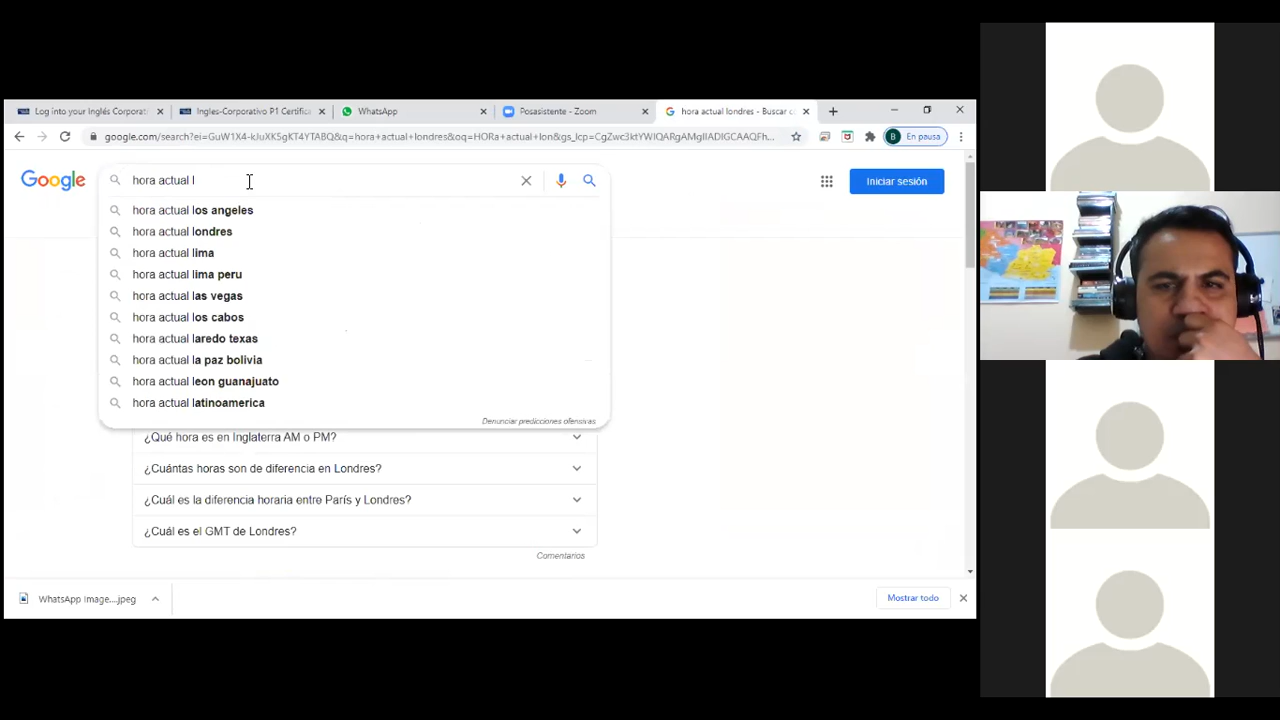 Log into your Inglés Corporati
Ingles-Corporativo P1 Certifica
WhatsApp
Posasistente - Zoom
hora actual londres - Buscar c
google.com/search?ei=GuW1X4-kJuXK5gKT4YTABQ&q=hora+actual+londres&oq=HORa+actual+lon&gs_lcp=CgZwc3ktYWIQARgAMgIIADIGCAAQFh...
En pausa
Google
hora actual l
Iniciar sesión
hora actual los angeles
hora actual londres
hora actual lima
hora actual lima peru
hora actual las vegas
hora actual los cabos
hora actual laredo texas
hora actual la paz bolivia
hora actual leon guanajuato
hora actual latinoamerica
Denunciar predicciones ofensivas
¿Qué hora es en Inglaterra AM o PM?
¿Cuántas horas son de diferencia en Londres?
¿Cuál es la diferencia horaria entre París y Londres?
¿Cuál es el GMT de Londres?
Comentarios
WhatsApp Image....jpeg
Mostrar todo